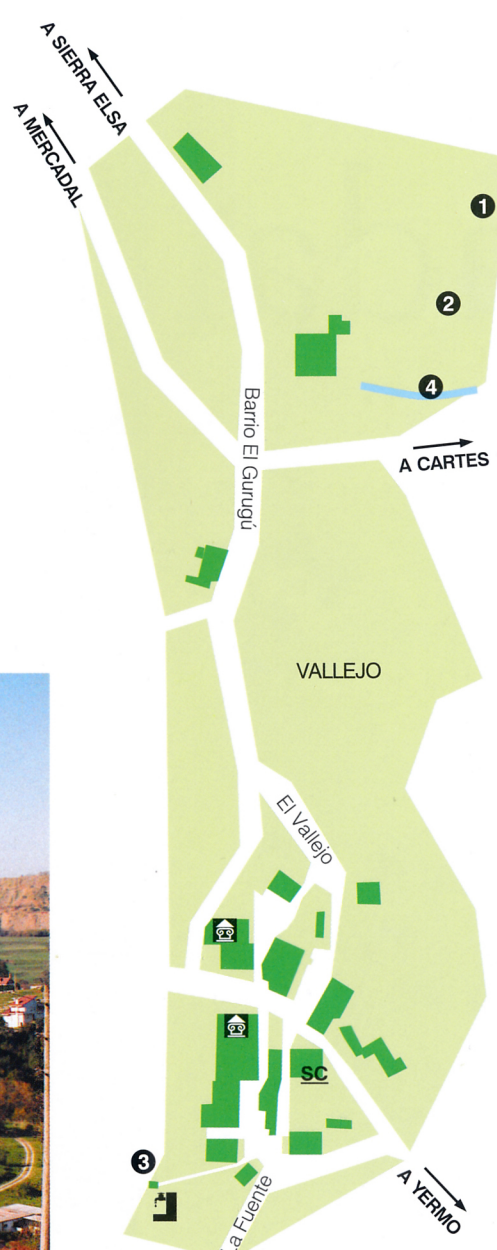 A SIERRA ELSA
A MERCADAL
1
2
4
Barrio El Gurugú
A CARTES
VALLEJO
El Vallejo
SC
3
A YERMO
La Fuente